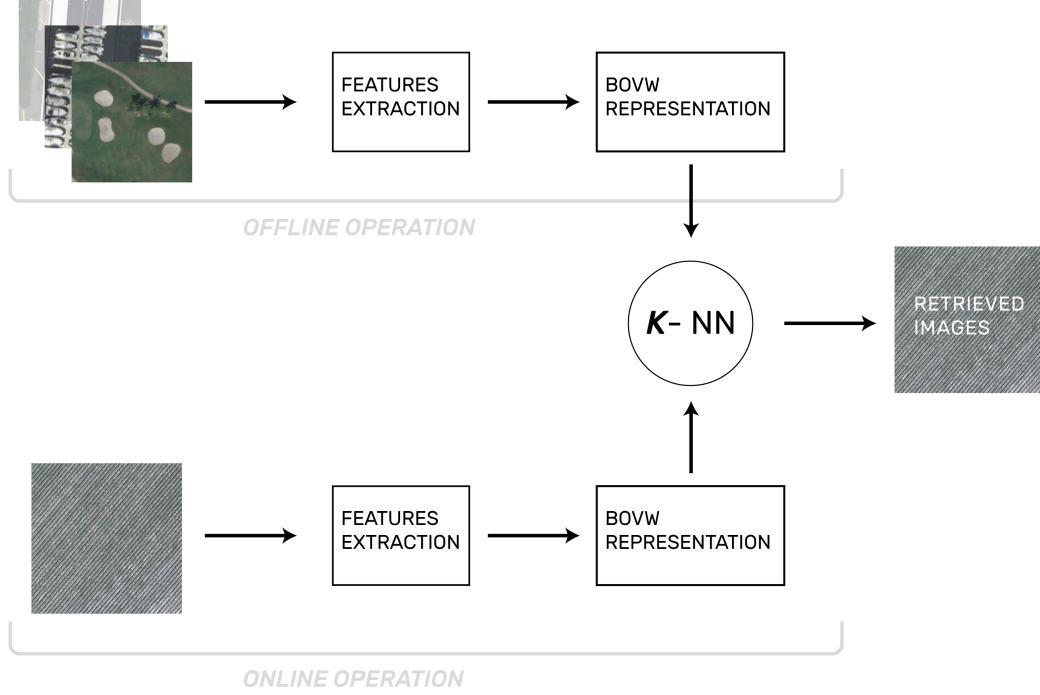 FEATURES
EXTRACTION
BOVW
REPRESENTATION
OFFLINE OPERATION
K- NN
RETRIEVED
IMAGES
FEATURES
EXTRACTION
BOVW
REPRESENTATION
ONLINE OPERATION